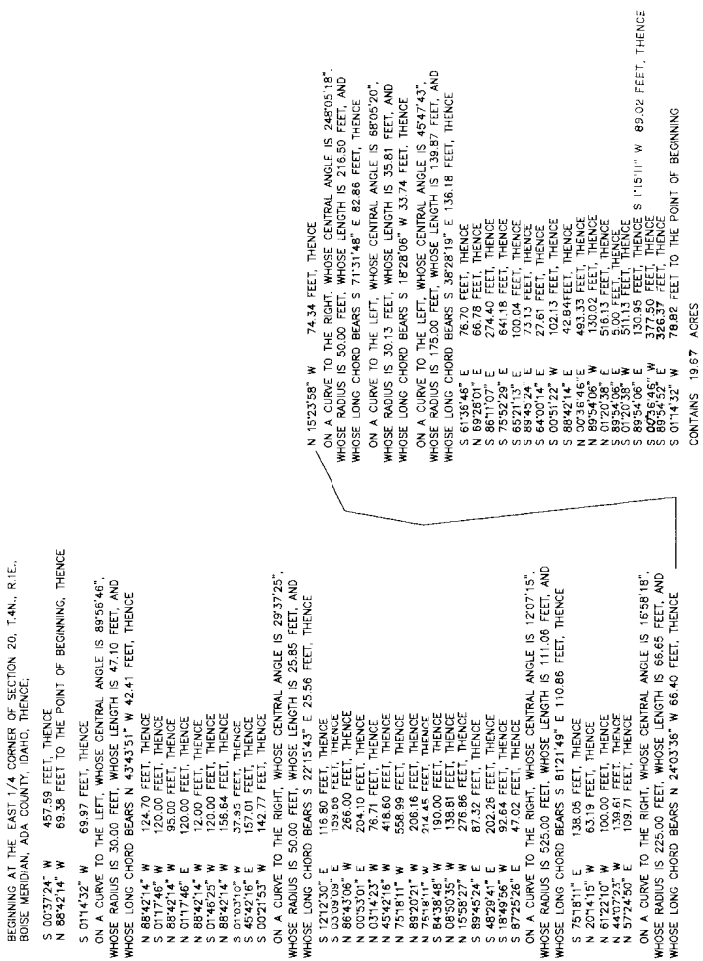 BEGINNING AT THE EAST 1/4 CORNER OF SECTION 20, T.4N., R.1E.,
BOISE MERIDIAN, ADA COUNTY, IDAHO, THENCE,
S 00°37'24" W 457.59 FEET, THENCE
N 88°42'14" W 69.38 FEET TO THE POINT OF BEGINNING, THENCE
S 01°14'32" W 69.97 FEET, THENCE
ON A CURVE TO THE LEFT, WHOSE CENTRAL ANGLE IS 89°56'46",
WHOSE RADIUS IS 30.00 FEET, WHOSE LENGTH IS 47.10 FEET, AND
WHOSE LONG CHORD BEARS N 43°43'51" W 42.41 FEET, THENCE
N 88°42'14" W 124.70 FEET, THENCE
S 01°17'46" W 120.00 FEET, THENCE
N 88°42'14" W 95.00 FEET, THENCE
N 01°17'46" E 120.00 FEET, THENCE
N 88°42'14" W 12.00 FEET, THENCE
S 01°46'25" W 120.00 FEET, THENCE
N 88°42'14" W 156.64 FEET, THENCE
S 01°03'10" W FEET, THENCE
S 45°42'16" E 157.01 FEET, THENCE
S 00°21'53" W 142.77 FEET, THENCE
ON A CURVE TO THE RIGHT, WHOSE CENTRAL ANGLE IS 29°37'25",
WHOSE RADIUS IS 50.00 FEET, WHOSE LENGTH IS 25.85 FEET, AND
WHOSE LONG CHORD BEARS S 22°15'43" E 25.56 FEET, THENCE
S 12°12'30" E 116.80 FEET, THENCE
S E FEET, THENCE
N 86°43'06" W 266.00 FEET, THENCE
N 00°53'01" E 204.10 FEET, THENCE
N 03°14'23" W 76.71 FEET, THENCE
N 45°42'16" W 418.60 FEET, THENCE
N 75°18'11" W 558.99 FEET, THENCE
N 89°20'21" W 206.16 FEET, THENCE
N 75°18'11" W 214.45 FEET, THENCE
S 84°38'48" W 190.00 FEET, THENCE
N 08°50'35" W 138.81 FEET, THENCE
N 15°58'27" W 276.86 FEET, THENCE
S 89°45'24" E 87.32 FEET, THENCE
S 48°29'41" E 202.26 FEET, THENCE
S 18°49'56" W 92.64 FEET, THENCE
S 87°25'26" E 47.02 FEET, THENCE
ON A CURVE TO THE RIGHT, WHOSE CENTRAL ANGLE IS 12°07'15",
WHOSE RADIUS IS 525.00 FEET, WHOSE LENGTH IS 111.06 FEET, AND
WHOSE LONG CHORD BEARS S 81°21'49" E 110.86 FEET, THENCE
S 75°18'11" E 138.05 FEET, THENCE
N 20°14'15" W 63.19 FEET, THENCE
N 61°22'10" W 100.00 FEET, THENCE
N 44°07'23" W 139.61 FEET, THENCE
N 57°24'50" E 109.71 FEET, THENCE
ON A CURVE TO THE RIGHT, WHOSE CENTRAL ANGLE IS 16°58'18",
WHOSE RADIUS IS 225.00 FEET, WHOSE LENGTH IS 66.65 FEET, AND
WHOSE LONG CHORD BEARS N 24°03'36" W 66.40 FEET, THENCE
N 15°23'58" W 74.34 FEET, THENCE
ON A CURVE TO THE RIGHT, WHOSE CENTRAL ANGLE IS 248°05'18",
WHOSE RADIUS IS 50.00 FEET, WHOSE LENGTH IS 216.50 FEET, AND
WHOSE LONG CHORD BEARS S 71°31'48" E 82.86 FEET, THENCE
ON A CURVE TO THE LEFT, WHOSE CENTRAL ANGLE IS 68°05'20",
WHOSE RADIUS IS 30.13 FEET, WHOSE LENGTH IS 35.81 FEET, AND
WHOSE LONG CHORD BEARS S 18°28'06" W 33.74 FEET, THENCE
ON A CURVE TO THE LEFT, WHOSE CENTRAL ANGLE IS 45°47'43",
WHOSE RADIUS IS 175.00 FEET, WHOSE LENGTH IS 139.87 FEET, AND
WHOSE LONG CHORD BEARS S 38°28'19" E 136.18 FEET, THENCE
S 61°36'46" E 76.70 FEET, THENCE
N 69°26'01" E 66.78 FEET, THENCE
S 86°11'07" E 274.40 FEET, THENCE
S 75°52'29" E 641.18 FEET, THENCE
S 85°21'13" E 100.04 FEET, THENCE
S 89°45'24" E 73.13 FEET, THENCE
S 64°00'14" E 27.61 FEET, THENCE
S 00°51'22" W 102.13 FEET, THENCE
S 88°42'14" E 42.84FEET, THENCE
N 00°36'46" E 493.33 FEET, THENCE
N 89°54'06" W 130.02 FEET, THENCE
N 01°20'38" E 516.13 FEET, THENCE
S 89°54'06" E 5.00 FEET, THENCE
S 01°20'38" W 511.13 FEET, THENCE
S 89°54'06" E 130.95 FEET, THENCE S 1°15'11" W 89.02 FEET, THENCE
S 00°36'46" W 377.50 FEET, THENCE
S 89°54'52" E 326.37 FEET, THENCE
S 01°14'32" W 78.82 FEET TO THE POINT OF BEGINNING
CONTAINS 19.67 ACRES